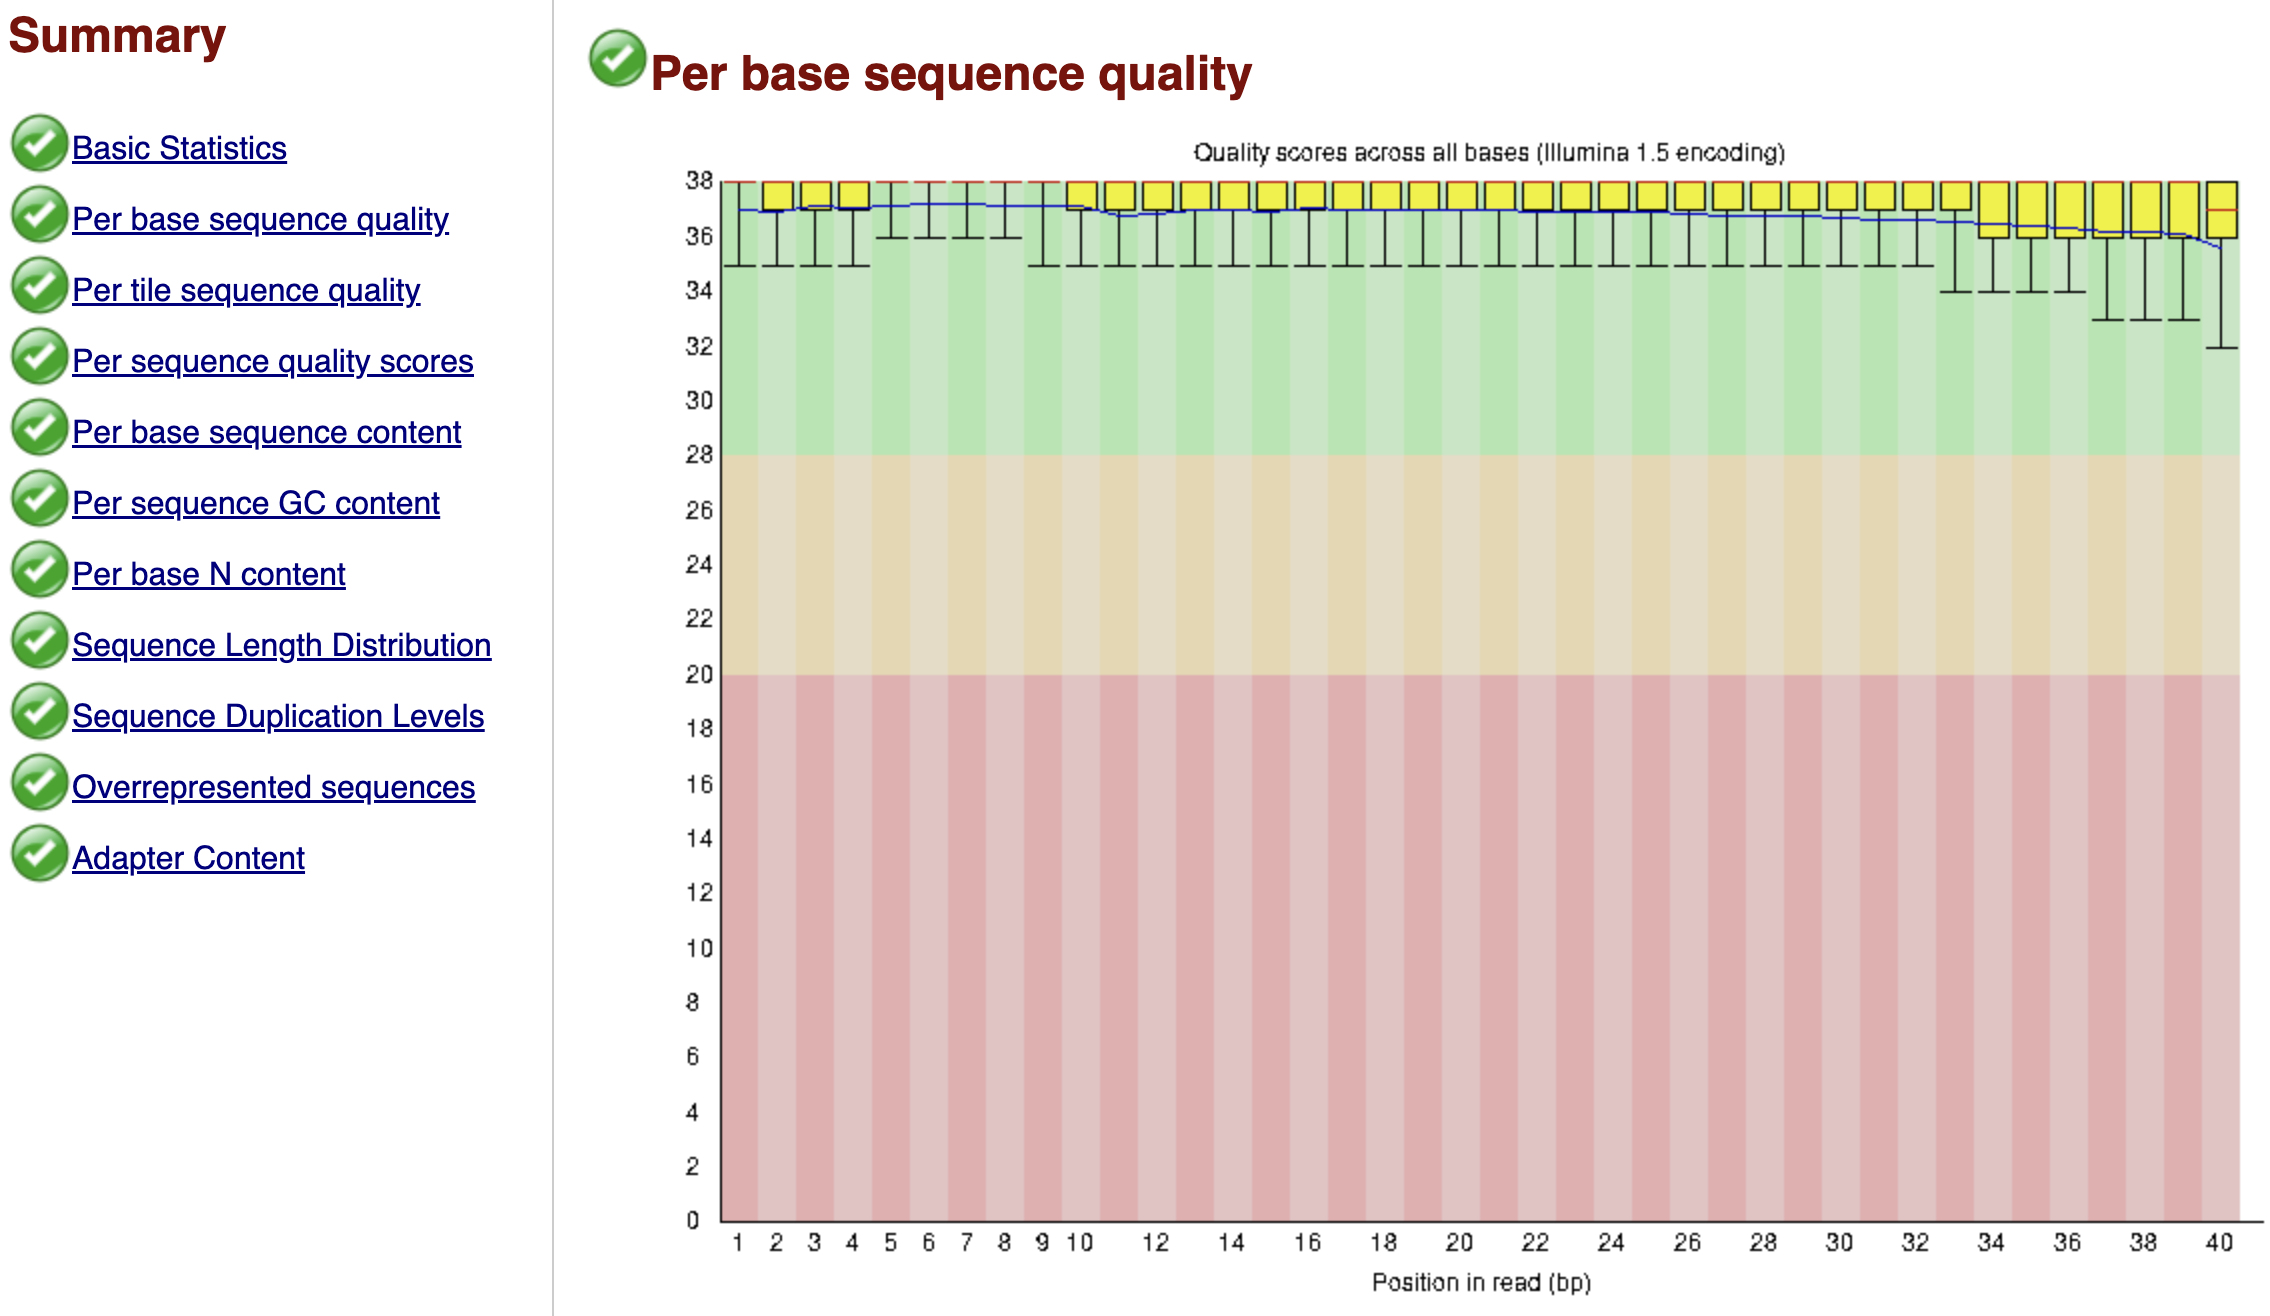 Summary
Basic Statistics
Per base sequence quality
Per tile sequence quality
Per sequence quality scores
Per base sequence content
Per sequence GC content
Per base N content
Sequence Length Distribution
Sequence Duplication Levels
Overrepresented sequences
Adapter Content
Per base sequence quality
Quality scores across all bases (Illumina 1.5 encoding)
38
36
34
32
30
28
26
24
22
20
18
16
14
12
10
8
6
4
2
0
1 2 3 4 5 6 7 8 9 10 12 14 16 18 20 22 24 26 28 30 32 34 36 38 40
Position in read (bp)